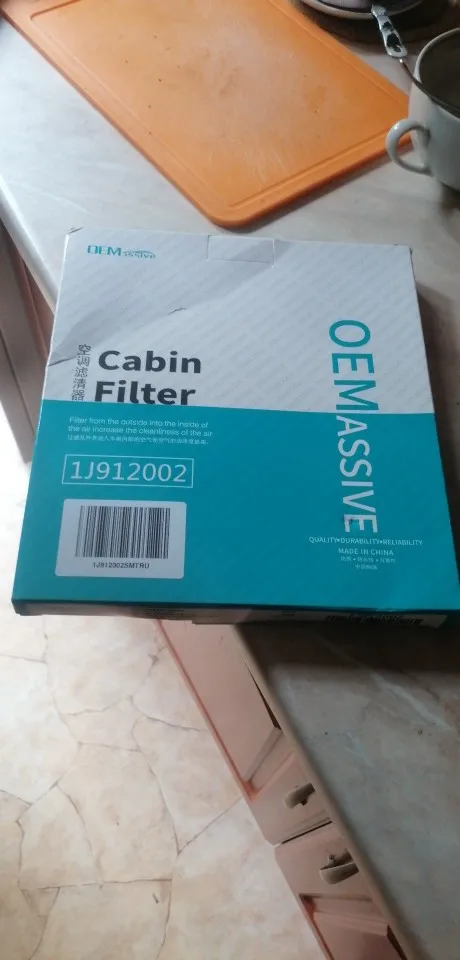 OEMassive
空调滤清器
Cabin
Filter
Filter from the outside into the inside of
the air increase the cleanliness of the air
1J912002
1J912002SMTRU
OEMASSIVE
QUALITY•DURABILITY•RELIABILITY
MADE IN CHINA